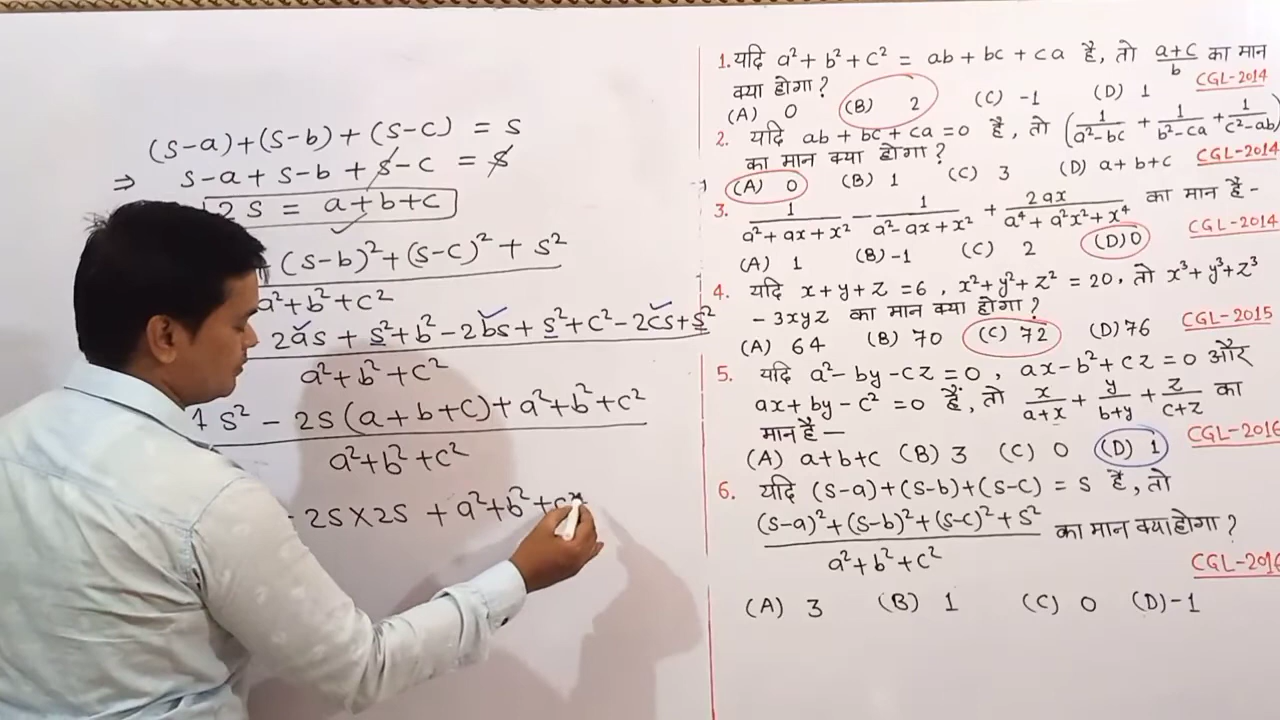 (s-a)+(s-b)+(s-c) = s
⇒ s-a+s-b+s-c = s
2s = a+b+c
(s-b)²+(s-c)²+s²
a²+b²+c²
2as + s²+b²-2bs+s²+c²-2cs+s²
a²+b²+c²
4s² - 2s(a+b+c)+a²+b²+c²
a²+b²+c²
- 2s×2s + a²+b²+c²
1. यदि a²+b²+c² = ab+bc+ca है, तो (a+c)/b का मान
क्या होगा?
CGL-2014
(A) 0 (B) 2 (C) -1 (D) 1
2. यदि ab+bc+ca=0 है, तो (1/(a²-bc) + 1/(b²-ca) + 1/(c²-ab))
का मान क्या होगा?
CGL-2014
(A) 0 (B) 1 (C) 3 (D) a+b+c
3. 1/(a²+ax+x²) - 1/(a²-ax+x²) + 2ax/(a⁴+a²x²+x⁴) का मान है-
CGL-2014
(A) 1 (B) -1 (C) 2 (D) 0
4. यदि x+y+z=6, x²+y²+z²=20, तो x³+y³+z³
-3xyz का मान क्या होगा?
CGL-2015
(A) 64 (B) 70 (C) 72 (D) 76
5. यदि a²-by-cz=0, ax-b²+cz=0 और
ax+by-c²=0 हैं, तो x/(a+x) + y/(b+y) + z/(c+z) का
मान है—
CGL-2016
(A) a+b+c (B) 3 (C) 0 (D) 1
6. यदि (s-a)+(s-b)+(s-c) = s है, तो
((s-a)²+(s-b)²+(s-c)²+s²)/(a²+b²+c²) का मान क्या होगा?
CGL-2016
(A) 3 (B) 1 (C) 0 (D) -1